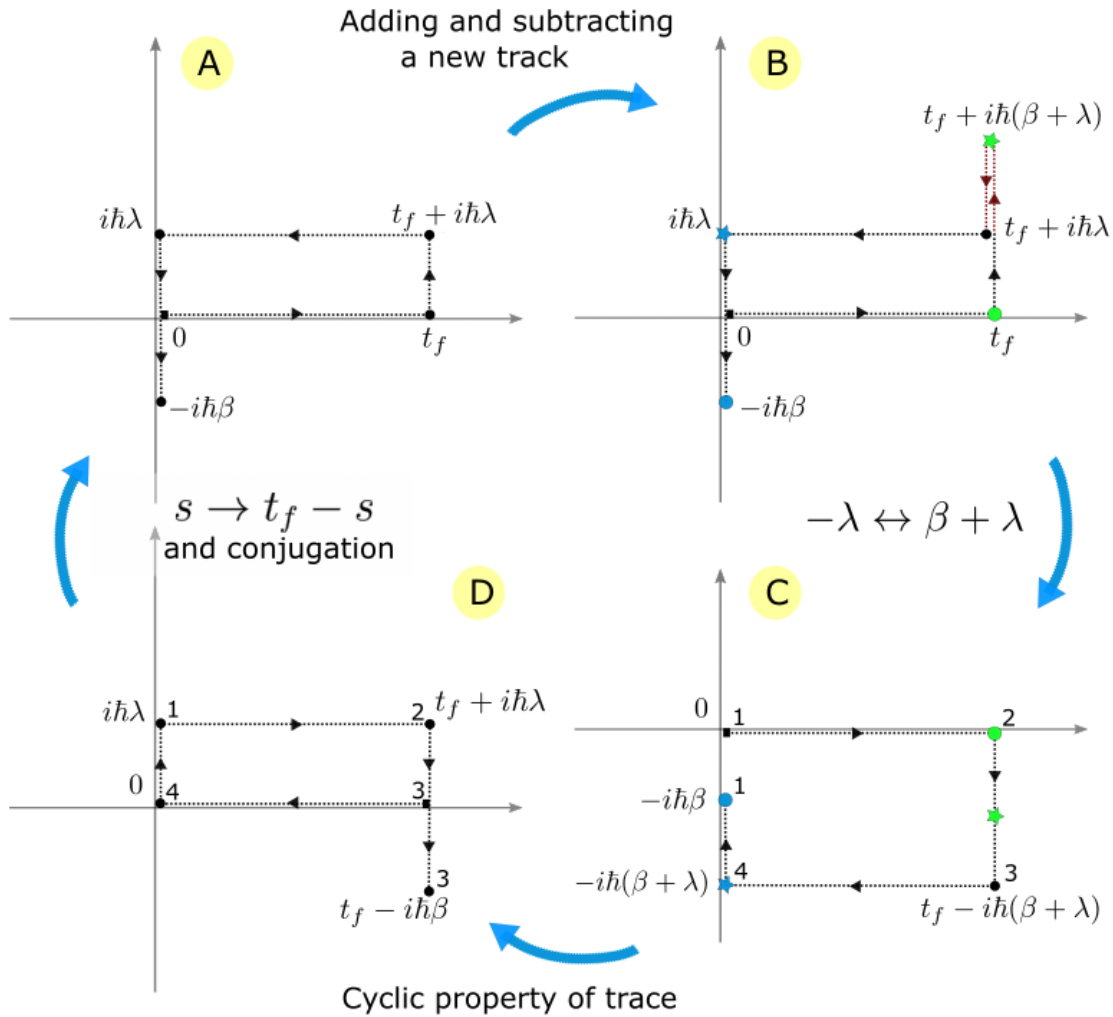 Adding and subtracting
a new track
A
iħλ
t_f + iħλ
0
t_f
−iħβ
B
t_f + iħ(β + λ)
iħλ
t_f + iħλ
0
t_f
−iħβ
s → t_f − s
and conjugation
−λ ↔ β + λ
D
iħλ
1
2
t_f + iħλ
0
4
3
3
t_f − iħβ
C
0
1
2
−iħβ
1
−iħ(β + λ)
4
3
t_f − iħ(β + λ)
Cyclic property of trace